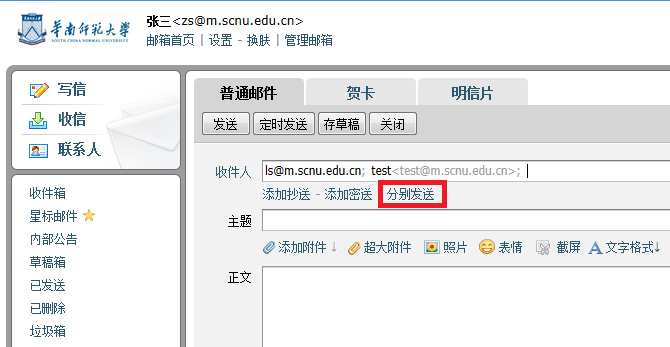 華南師範大學
SOUTH CHINA NORMAL UNIVERSITY
张三<zs@m.scnu.edu.cn>
邮箱首页 | 设置 - 换肤 | 管理邮箱
写信
收信
联系人
收件箱
星标邮件
内部公告
草稿箱
已发送
已删除
垃圾箱
普通邮件 贺卡 明信片
发送 定时发送 存草稿 关闭
收件人 ls@m.scnu.edu.cn; test<test@m.scnu.edu.cn>;
添加抄送 - 添加密送 分别发送
主题
添加附件↓ 超大附件 照片 表情 截屏 A 文字格式↓
正文